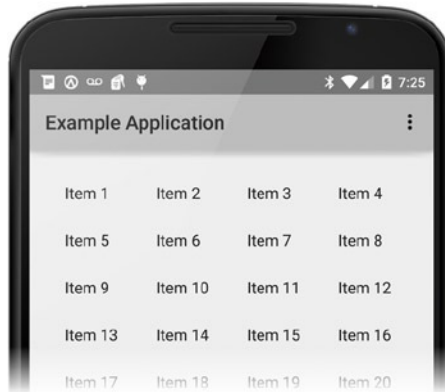 7:25
Example Application
Item 1 Item 2 Item 3 Item 4
Item 5 Item 6 Item 7 Item 8
Item 9 Item 10 Item 11 Item 12
Item 13 Item 14 Item 15 Item 16
Item 17 Item 18 Item 19 Item 20